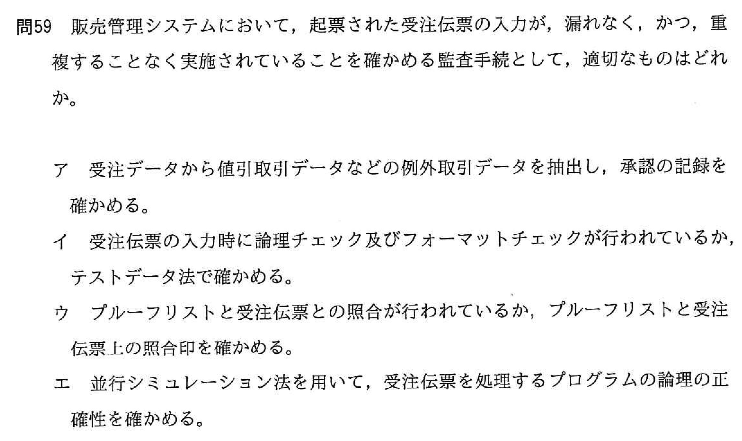 問59 販売管理システムにおいて，起票された受注伝票の入力が，漏れなく，かつ，重
複することなく実施されていることを確かめる監査手続として，適切なものはどれ
か。
ア 受注データから値引取引データなどの例外取引データを抽出し，承認の記録を
確かめる。
イ 受注伝票の入力時に論理チェック及びフォーマットチェックが行われているか，
テストデータ法で確かめる。
ウ プルーフリストと受注伝票との照合が行われているか，プルーフリストと受注
伝票上の照合印を確かめる。
エ 並行シミュレーション法を用いて，受注伝票を処理するプログラムの論理の正
確性を確かめる。